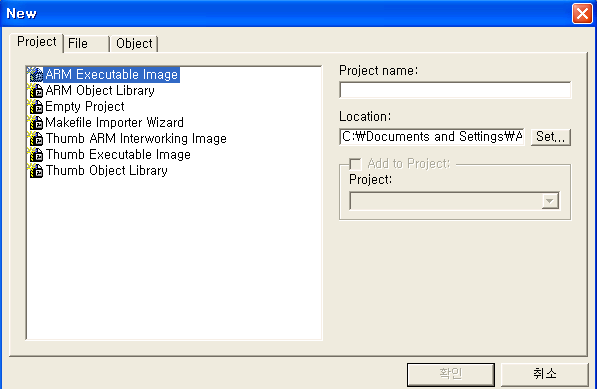 New
Project
File
Object
ARM Executable Image
ARM Object Library
Empty Project
Makefile Importer Wizard
Thumb ARM Interworking Image
Thumb Executable Image
Thumb Object Library
Project name:
Location:
C:₩Documents and Settings₩A
Set...
Add to Project:
Project:
확인
취소